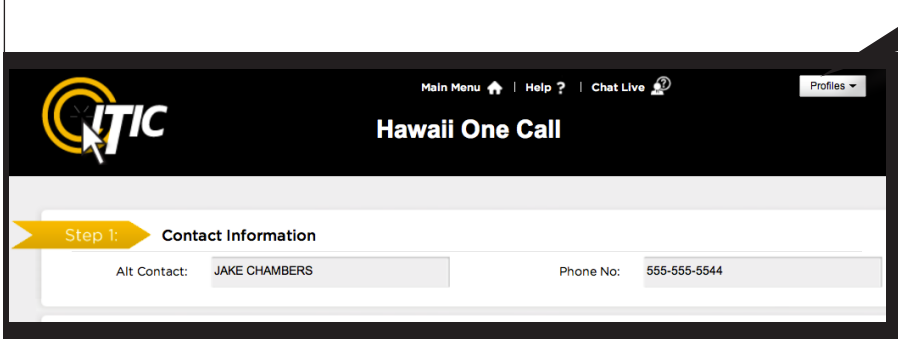 Main Menu | Help ? | Chat Live ?
Profiles
ITIC
Hawaii One Call
Step 1: Contact Information
Alt Contact: JAKE CHAMBERS Phone No: 555-555-5544